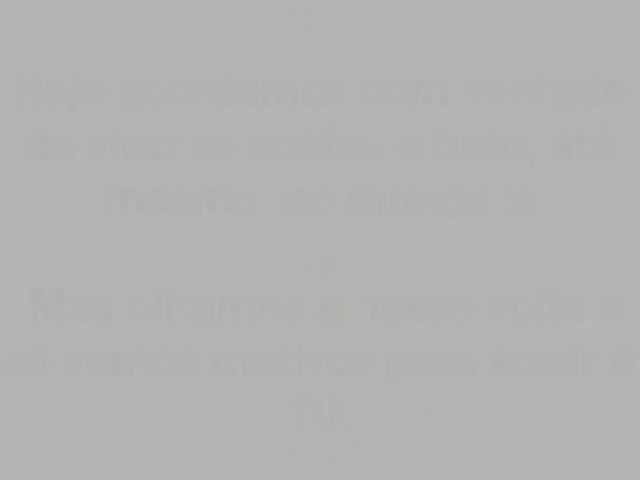 Hoje acordamos com vontade
de virar as costas a tudo, até
mesmo ao mundo
Mas olhamos a nossa volta e
só vemos motivos para sorrir é
TU